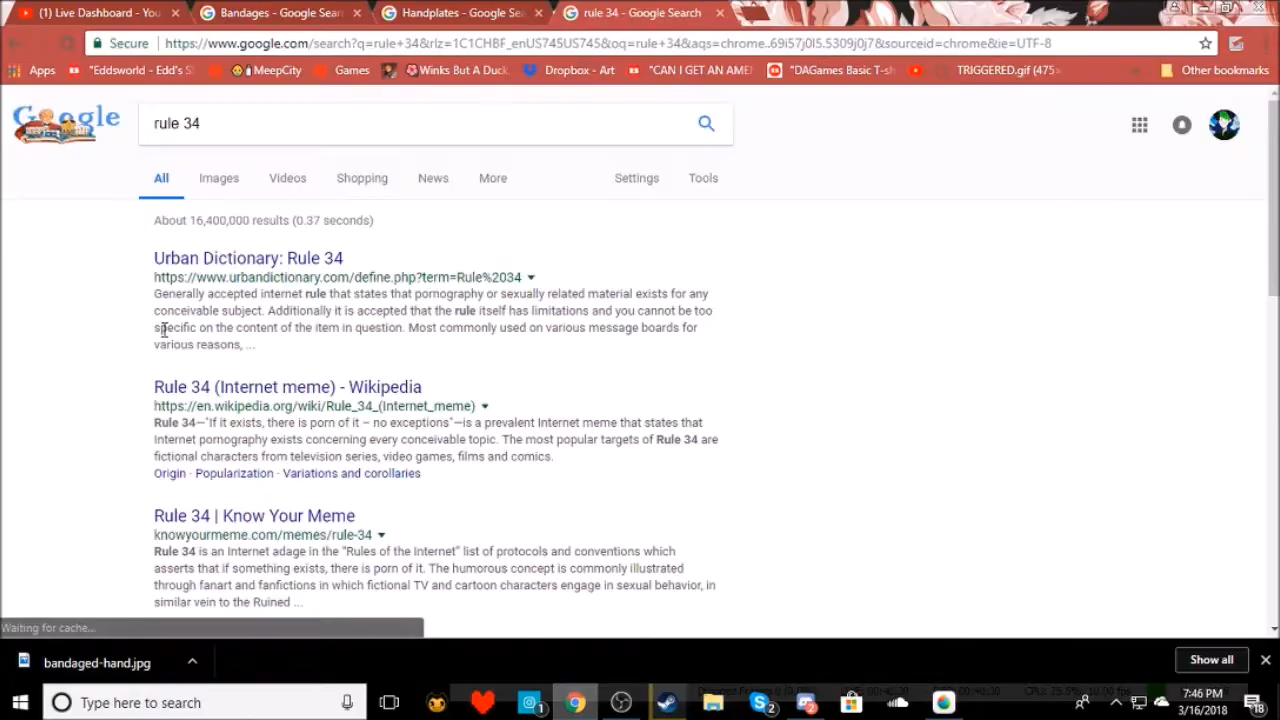 (1) Live Dashboard - You
Bandages - Google Sear
Handplates - Google Se
rule 34 - Google Search
Secure
https://www.google.com/search?q=rule+34&rlz=1C1CHBF_enUS745US745&oq=rule+34&aqs=chrome..69i57j0l5.5309j0j7&sourceid=chrome&ie=UTF-8
Apps
"Eddsworld - Edd's S
MeepCity
Games
Winks But A Duck
Dropbox - Art
"CAN I GET AN AME
"DAGames Basic T-sh
TRIGGERED.gif (475×
Other bookmarks
Google
rule 34
All Images Videos Shopping News More Settings Tools
About 16,400,000 results (0.37 seconds)
Urban Dictionary: Rule 34
https://www.urbandictionary.com/define.php?term=Rule%2034
Generally accepted internet rule that states that pornography or sexually related material exists for any
conceivable subject. Additionally it is accepted that the rule itself has limitations and you cannot be too
specific on the content of the item in question. Most commonly used on various message boards for
various reasons, ...
Rule 34 (Internet meme) - Wikipedia
https://en.wikipedia.org/wiki/Rule_34_(Internet_meme)
Rule 34—"If it exists, there is porn of it – no exceptions"—is a prevalent Internet meme that states that
Internet pornography exists concerning every conceivable topic. The most popular targets of Rule 34 are
fictional characters from television series, video games, films and comics.
Origin · Popularization · Variations and corollaries
Rule 34 | Know Your Meme
knowyourmeme.com/memes/rule-34
Rule 34 is an Internet adage in the "Rules of the Internet" list of protocols and conventions which
asserts that if something exists, there is porn of it. The humorous concept is commonly illustrated
through fanart and fanfictions in which fictional TV and cartoon characters engage in sexual behavior, in
similar vein to the Ruined ...
Waiting for cache...
bandaged-hand.jpg
Show all
Type here to search
1
2
2
7:46 PM
3/16/2018
18